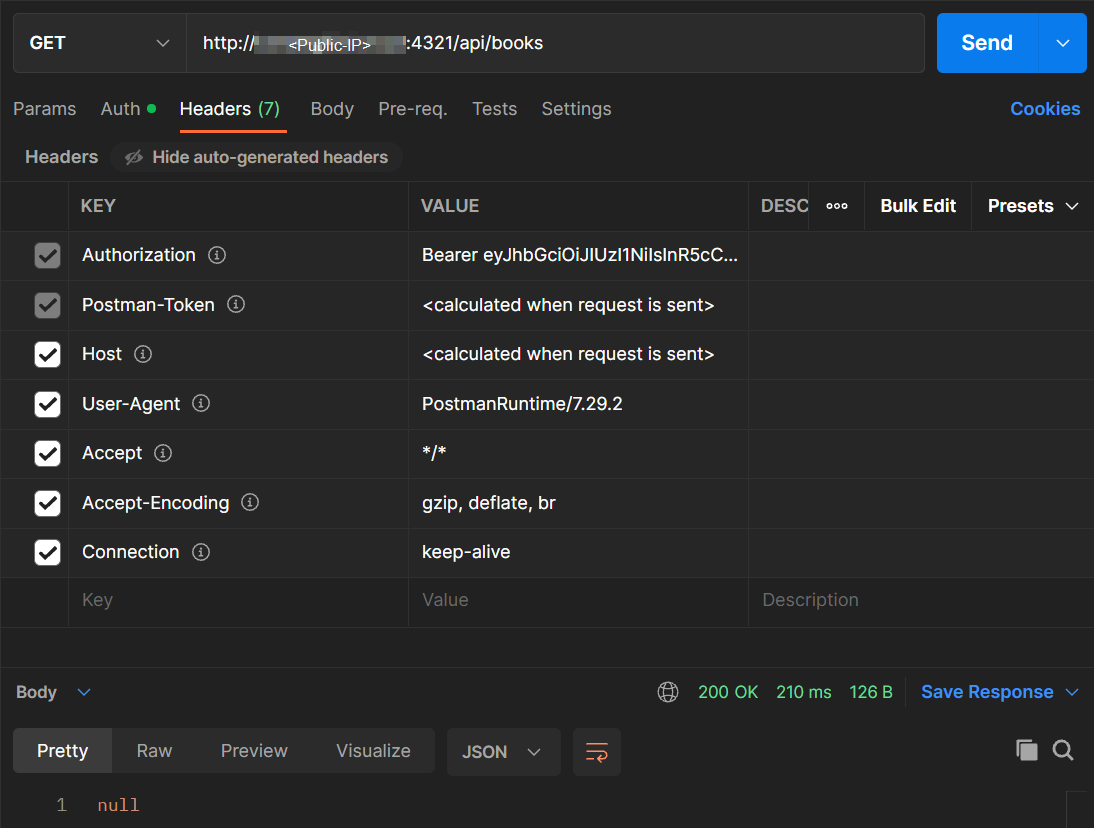 GET http://<Public-IP>:4321/api/books Send
Params Auth Headers (7) Body Pre-req. Tests Settings Cookies
Headers Hide auto-generated headers
KEY VALUE DESC Bulk Edit Presets
Authorization Bearer eyJhbGciOiJIUzI1NiIsInR5cC...
Postman-Token <calculated when request is sent>
Host <calculated when request is sent>
User-Agent PostmanRuntime/7.29.2
Accept */*
Accept-Encoding gzip, deflate, br
Connection keep-alive
Key Value Description
Body 200 OK 210 ms 126 B Save Response
Pretty Raw Preview Visualize JSON
1 null